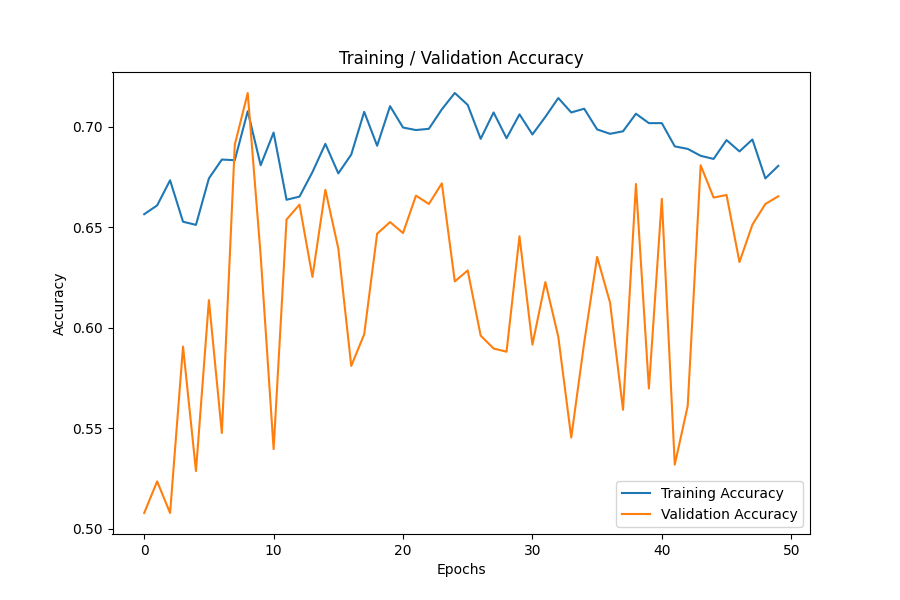 Training / Validation Accuracy
Accuracy
0.70
0.65
0.60
0.55
0.50
0 10 20 30 40 50
Epochs
Training Accuracy
Validation Accuracy